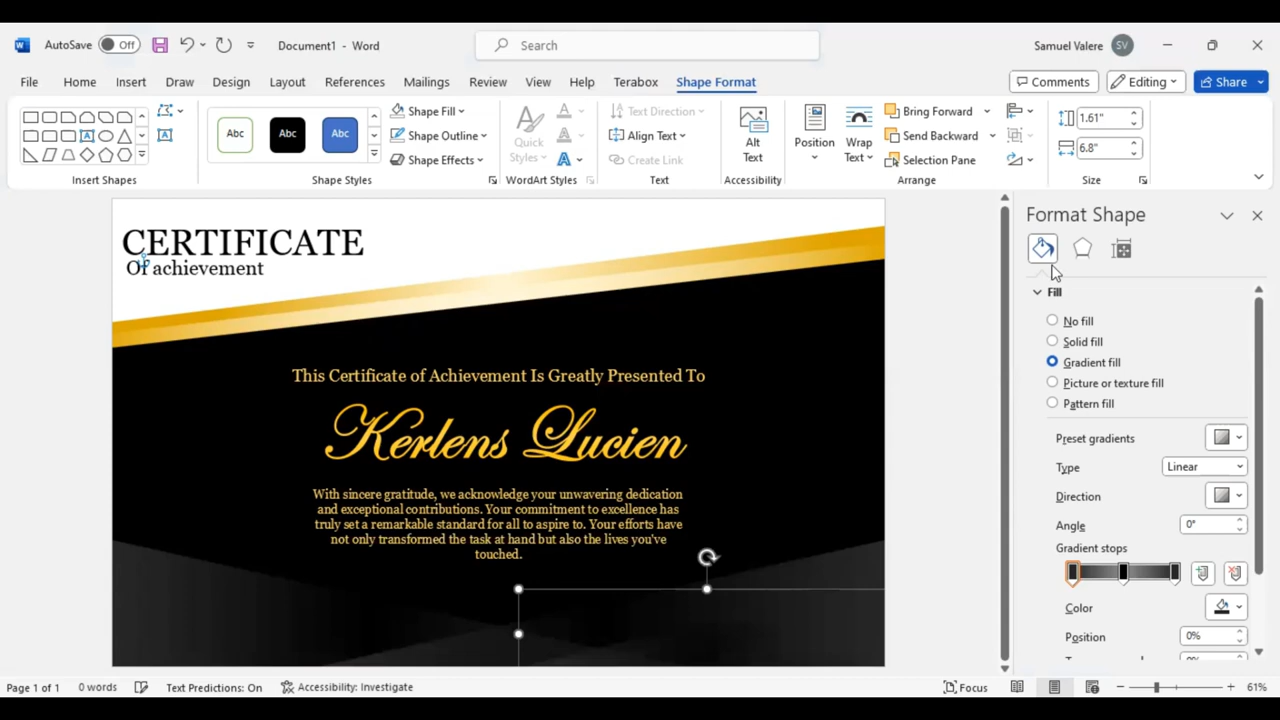 AutoSave Off Document1 - Word Search Samuel Valere SV
File Home Insert Draw Design Layout References Mailings Review View Help Terabox Shape Format Comments Editing Share
Abc Abc Abc
Shape Fill
Shape Outline
Shape Effects
Quick Styles
Text Direction
Align Text
Create Link
Alt Text
Position
Wrap Text
Bring Forward
Send Backward
Selection Pane
1.61"
6.8"
Insert Shapes Shape Styles WordArt Styles Text Accessibility Arrange Size
CERTIFICATE
Of achievement
This Certificate of Achievement Is Greatly Presented To
Kerlens Lucien
With sincere gratitude, we acknowledge your unwavering dedication
and exceptional contributions. Your commitment to excellence has
truly set a remarkable standard for all to aspire to. Your efforts have
not only transformed the task at hand but also the lives you've
touched.
Format Shape
Fill
No fill
Solid fill
Gradient fill
Picture or texture fill
Pattern fill
Preset gradients
Type Linear
Direction
Angle 0°
Gradient stops
Color
Position 0%
Page 1 of 1 0 words Text Predictions: On Accessibility: Investigate Focus 61%